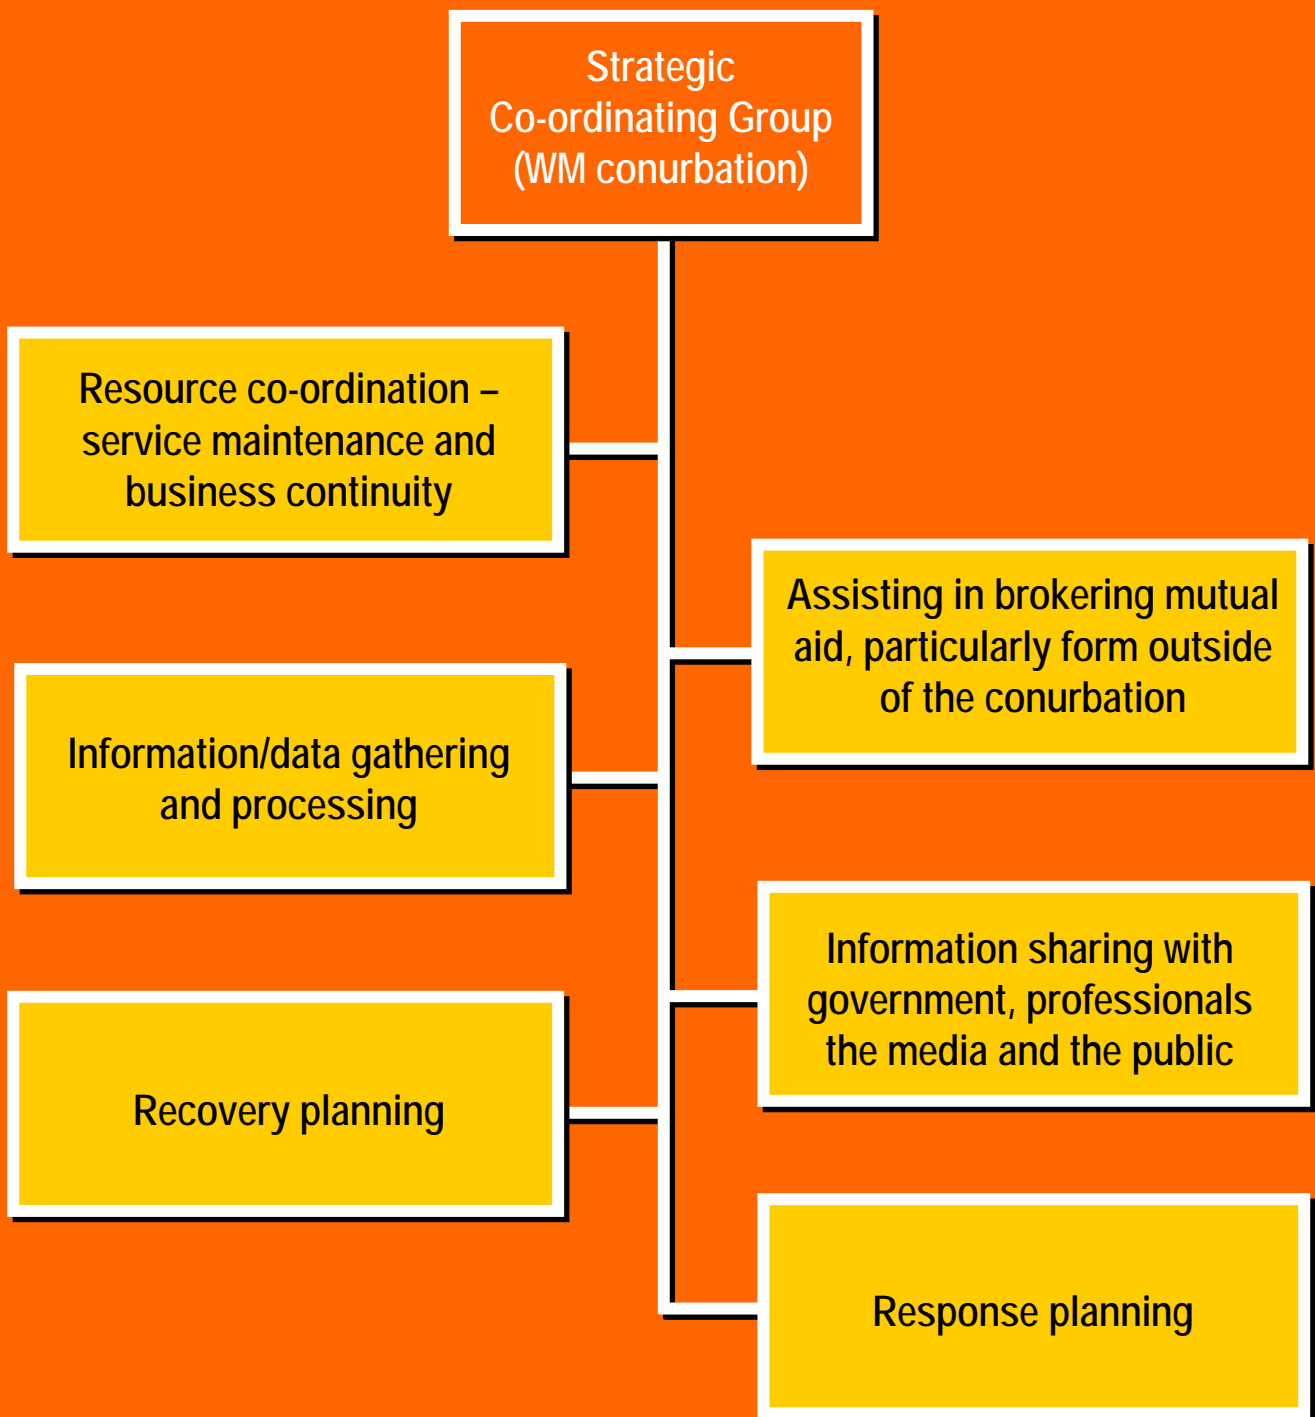 Strategic
Co-ordinating Group
(WM conurbation)
Resource co-ordination –
service maintenance and
business continuity
Assisting in brokering mutual
aid, particularly form outside
of the conurbation
Information/data gathering
and processing
Information sharing with
government, professionals
the media and the public
Recovery planning
Response planning